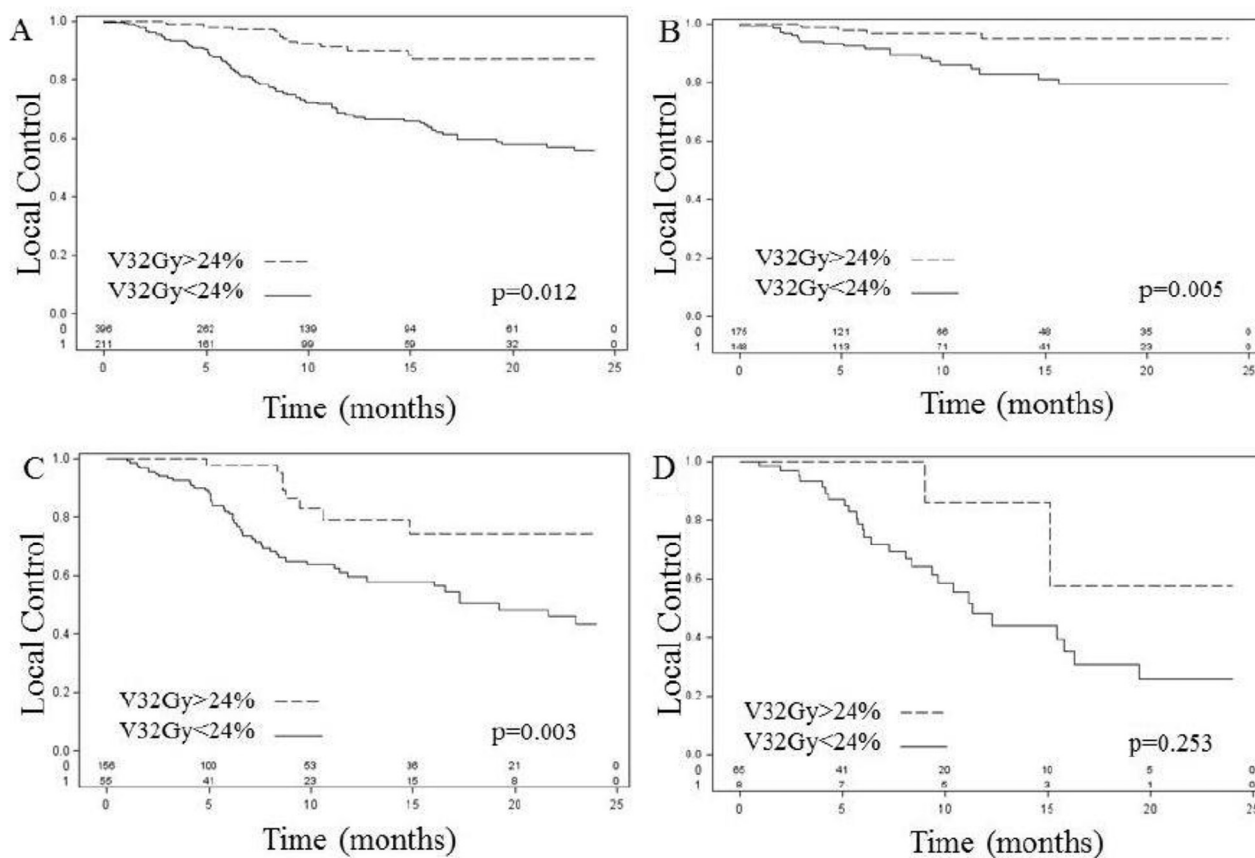 A
Local Control
1.0
0.8
0.6
0.4
0.2
0.0
V32Gy>24%
V32Gy<24%
p=0.012
0 396 262 139 94 61 0
1 211 161 99 59 32 0
0 5 10 15 20 25
Time (months)
B
Local Control
1.0
0.8
0.6
0.4
0.2
0.0
V32Gy>24%
V32Gy<24%
p=0.005
0 175 121 66 48 35 0
1 148 113 71 41 23 0
0 5 10 15 20 25
Time (months)
C
Local Control
1.0
0.8
0.6
0.4
0.2
0.0
V32Gy>24%
V32Gy<24%
p=0.003
0 156 100 53 36 21 0
1 55 41 23 15 8 0
0 5 10 15 20 25
Time (months)
D
Local Control
1.0
0.8
0.6
0.4
0.2
0.0
V32Gy>24%
V32Gy<24%
p=0.253
0 65 41 20 10 5 0
1 8 7 5 3 1 0
0 5 10 15 20 25
Time (months)